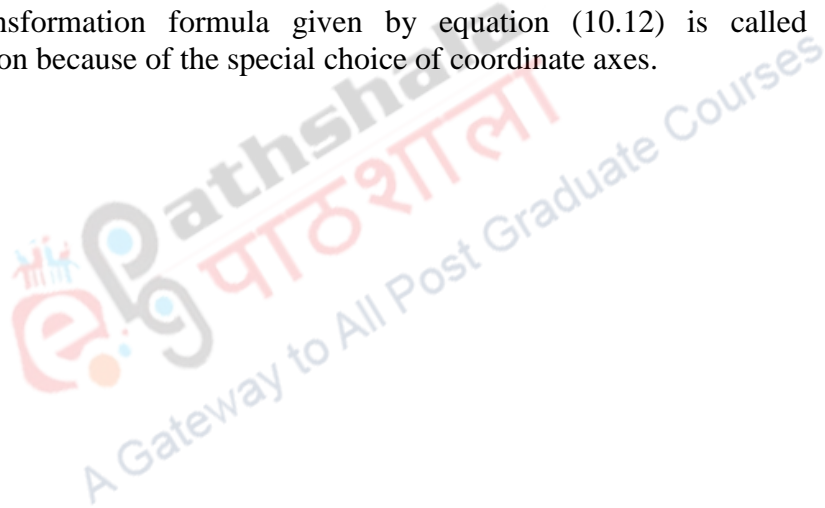 nsformation formula given by equation (10.12) is called
on because of the special choice of coordinate axes.
Pathshala
पाठशाला
A Gateway to All Post Graduate Courses